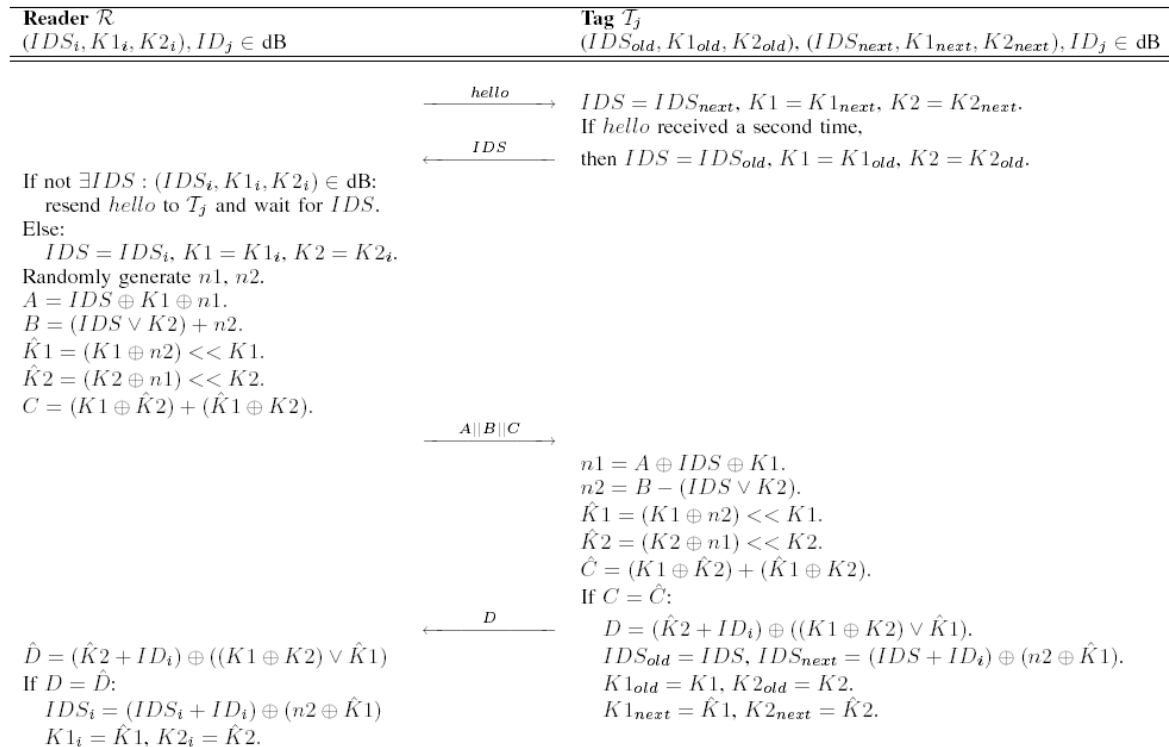 Reader R
(IDS_i, K1_i, K2_i), ID_j ∈ dB
Tag T_j
(IDS_old, K1_old, K2_old), (IDS_next, K1_next, K2_next), ID_j ∈ dB
hello
IDS = IDS_next, K1 = K1_next, K2 = K2_next.
If hello received a second time,
IDS
then IDS = IDS_old, K1 = K1_old, K2 = K2_old.
If not ∃IDS : (IDS_i, K1_i, K2_i) ∈ dB:
resend hello to T_j and wait for IDS.
Else:
IDS = IDS_i, K1 = K1_i, K2 = K2_i.
Randomly generate n1, n2.
A = IDS ⊕ K1 ⊕ n1.
B = (IDS ∨ K2) + n2.
K̂1 = (K1 ⊕ n2) << K1.
K̂2 = (K2 ⊕ n1) << K2.
C = (K1 ⊕ K̂2) + (K̂1 ⊕ K2).
A||B||C
n1 = A ⊕ IDS ⊕ K1.
n2 = B − (IDS ∨ K2).
K̂1 = (K1 ⊕ n2) << K1.
K̂2 = (K2 ⊕ n1) << K2.
Ĉ = (K1 ⊕ K̂2) + (K̂1 ⊕ K2).
If C = Ĉ:
D
D = (K̂2 + ID_i) ⊕ ((K1 ⊕ K2) ∨ K̂1).
IDS_old = IDS, IDS_next = (IDS + ID_i) ⊕ (n2 ⊕ K̂1).
K1_old = K1, K2_old = K2.
K1_next = K̂1, K2_next = K̂2.
D̂ = (K̂2 + ID_i) ⊕ ((K1 ⊕ K2) ∨ K̂1)
If D = D̂:
IDS_i = (IDS_i + ID_i) ⊕ (n2 ⊕ K̂1)
K1_i = K̂1, K2_i = K̂2.